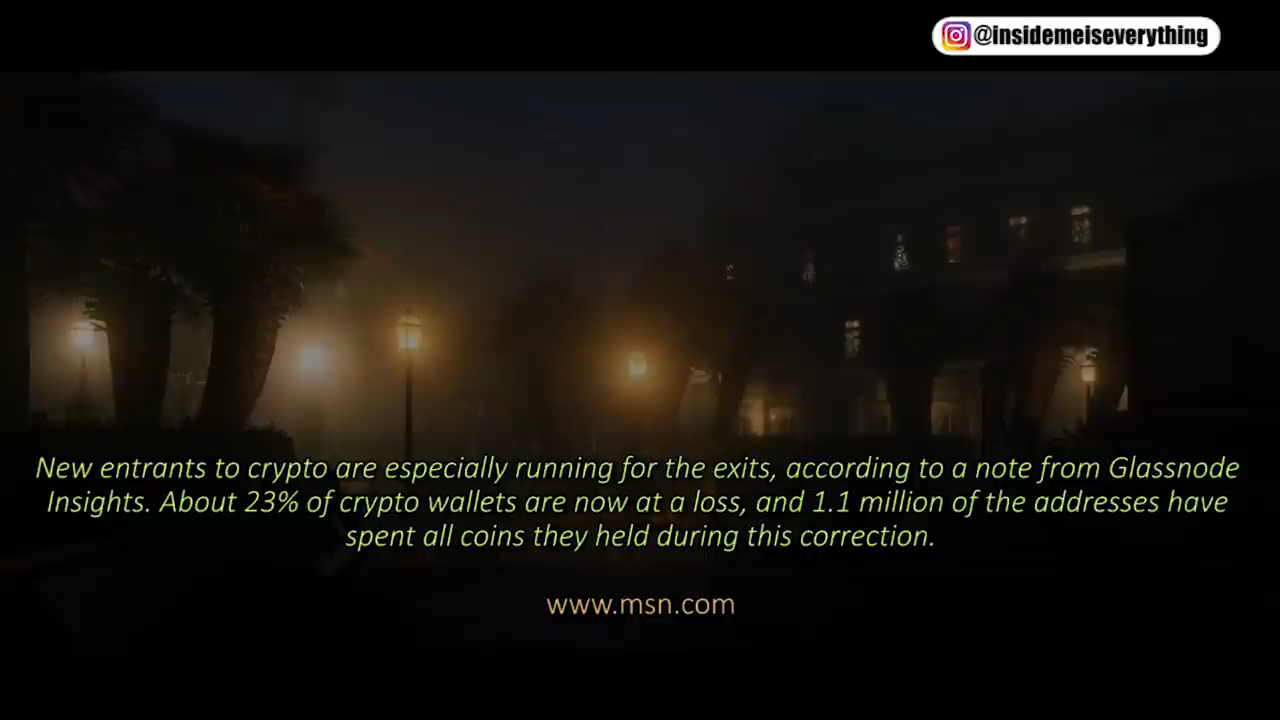 @insidemeiseverything
New entrants to crypto are especially running for the exits, according to a note from Glassnode
Insights. About 23% of crypto wallets are now at a loss, and 1.1 million of the addresses have
spent all coins they held during this correction.
www.msn.com